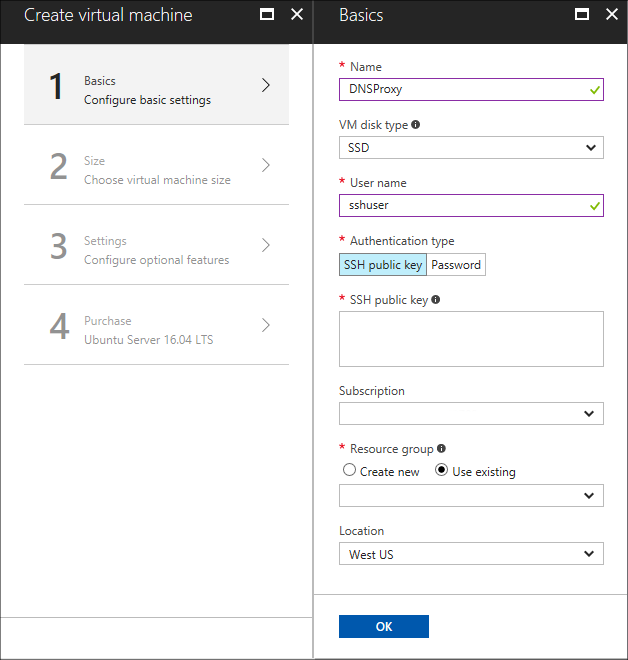 Create virtual machine
1
Basics
Configure basic settings
2
Size
Choose virtual machine size
3
Settings
Configure optional features
4
Purchase
Ubuntu Server 16.04 LTS
Basics
* Name
DNSProxy
VM disk type
SSD
* User name
sshuser
* Authentication type
SSH public key Password
* SSH public key
Subscription
* Resource group
Create new Use existing
Location
West US
OK